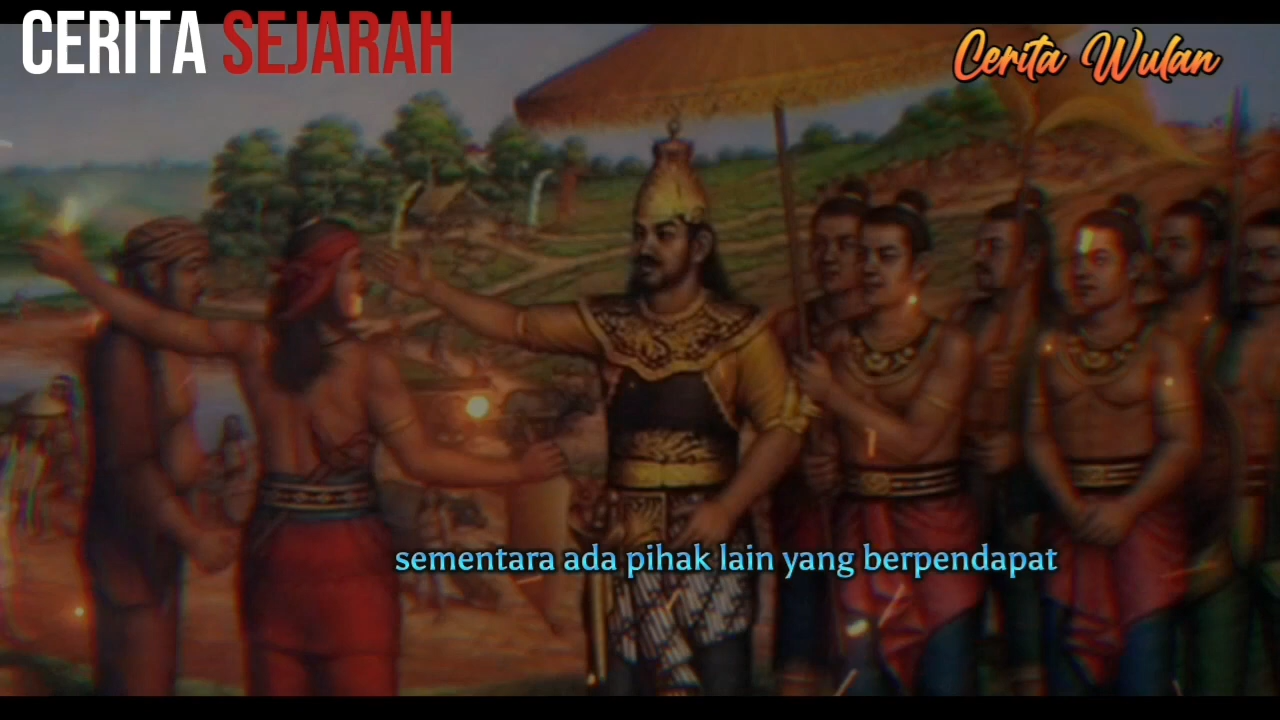 CERITA SEJARAH
Cerita Wulan
sementara ada pihak lain yang berpendapat